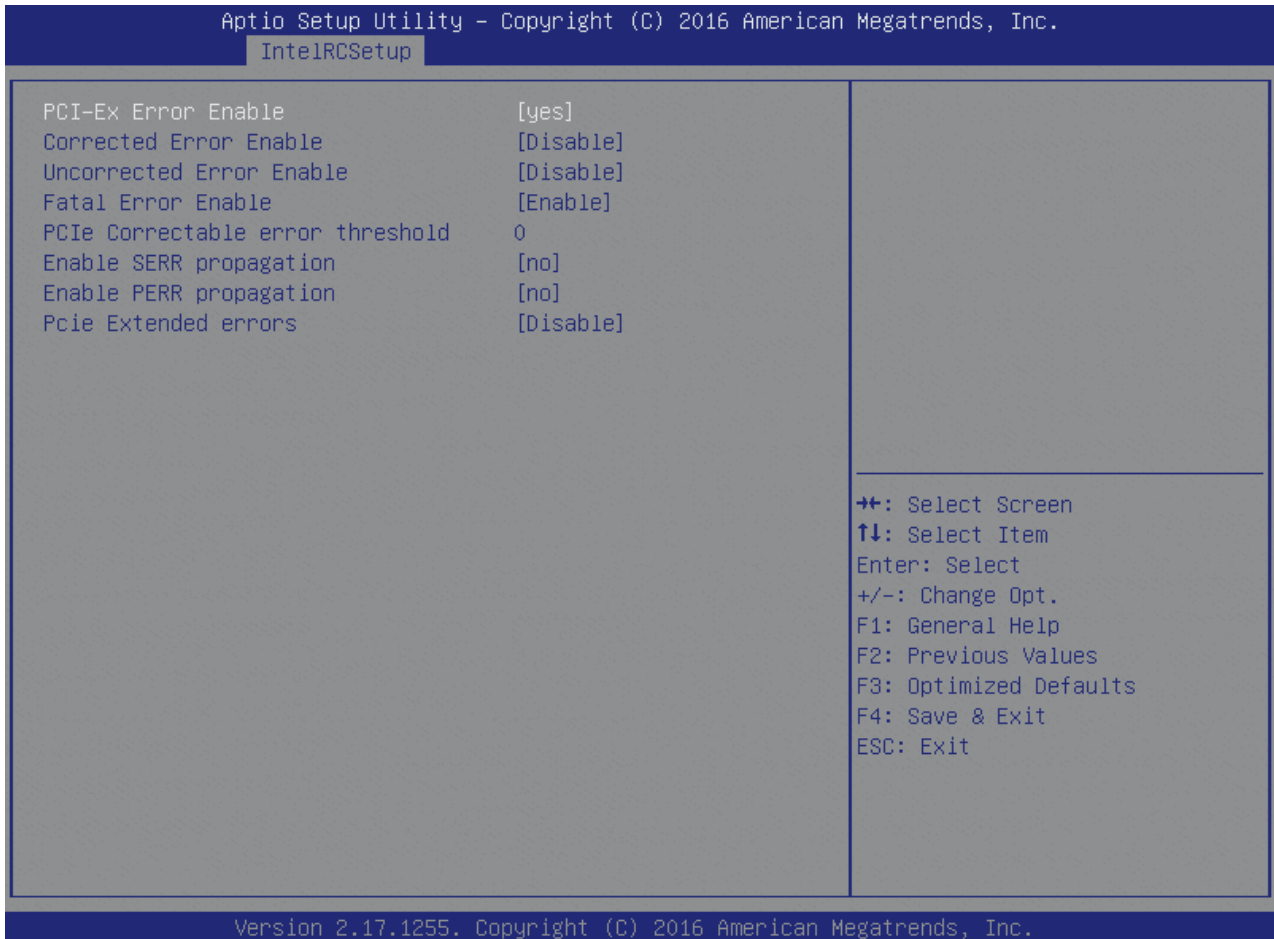 Aptio Setup Utility – Copyright (C) 2016 American Megatrends, Inc.
IntelRCSetup
PCI-Ex Error Enable [yes]
Corrected Error Enable [Disable]
Uncorrected Error Enable [Disable]
Fatal Error Enable [Enable]
PCIe Correctable error threshold 0
Enable SERR propagation [no]
Enable PERR propagation [no]
Pcie Extended errors [Disable]
→←: Select Screen
↑↓: Select Item
Enter: Select
+/-: Change Opt.
F1: General Help
F2: Previous Values
F3: Optimized Defaults
F4: Save & Exit
ESC: Exit
Version 2.17.1255. Copyright (C) 2016 American Megatrends, Inc.